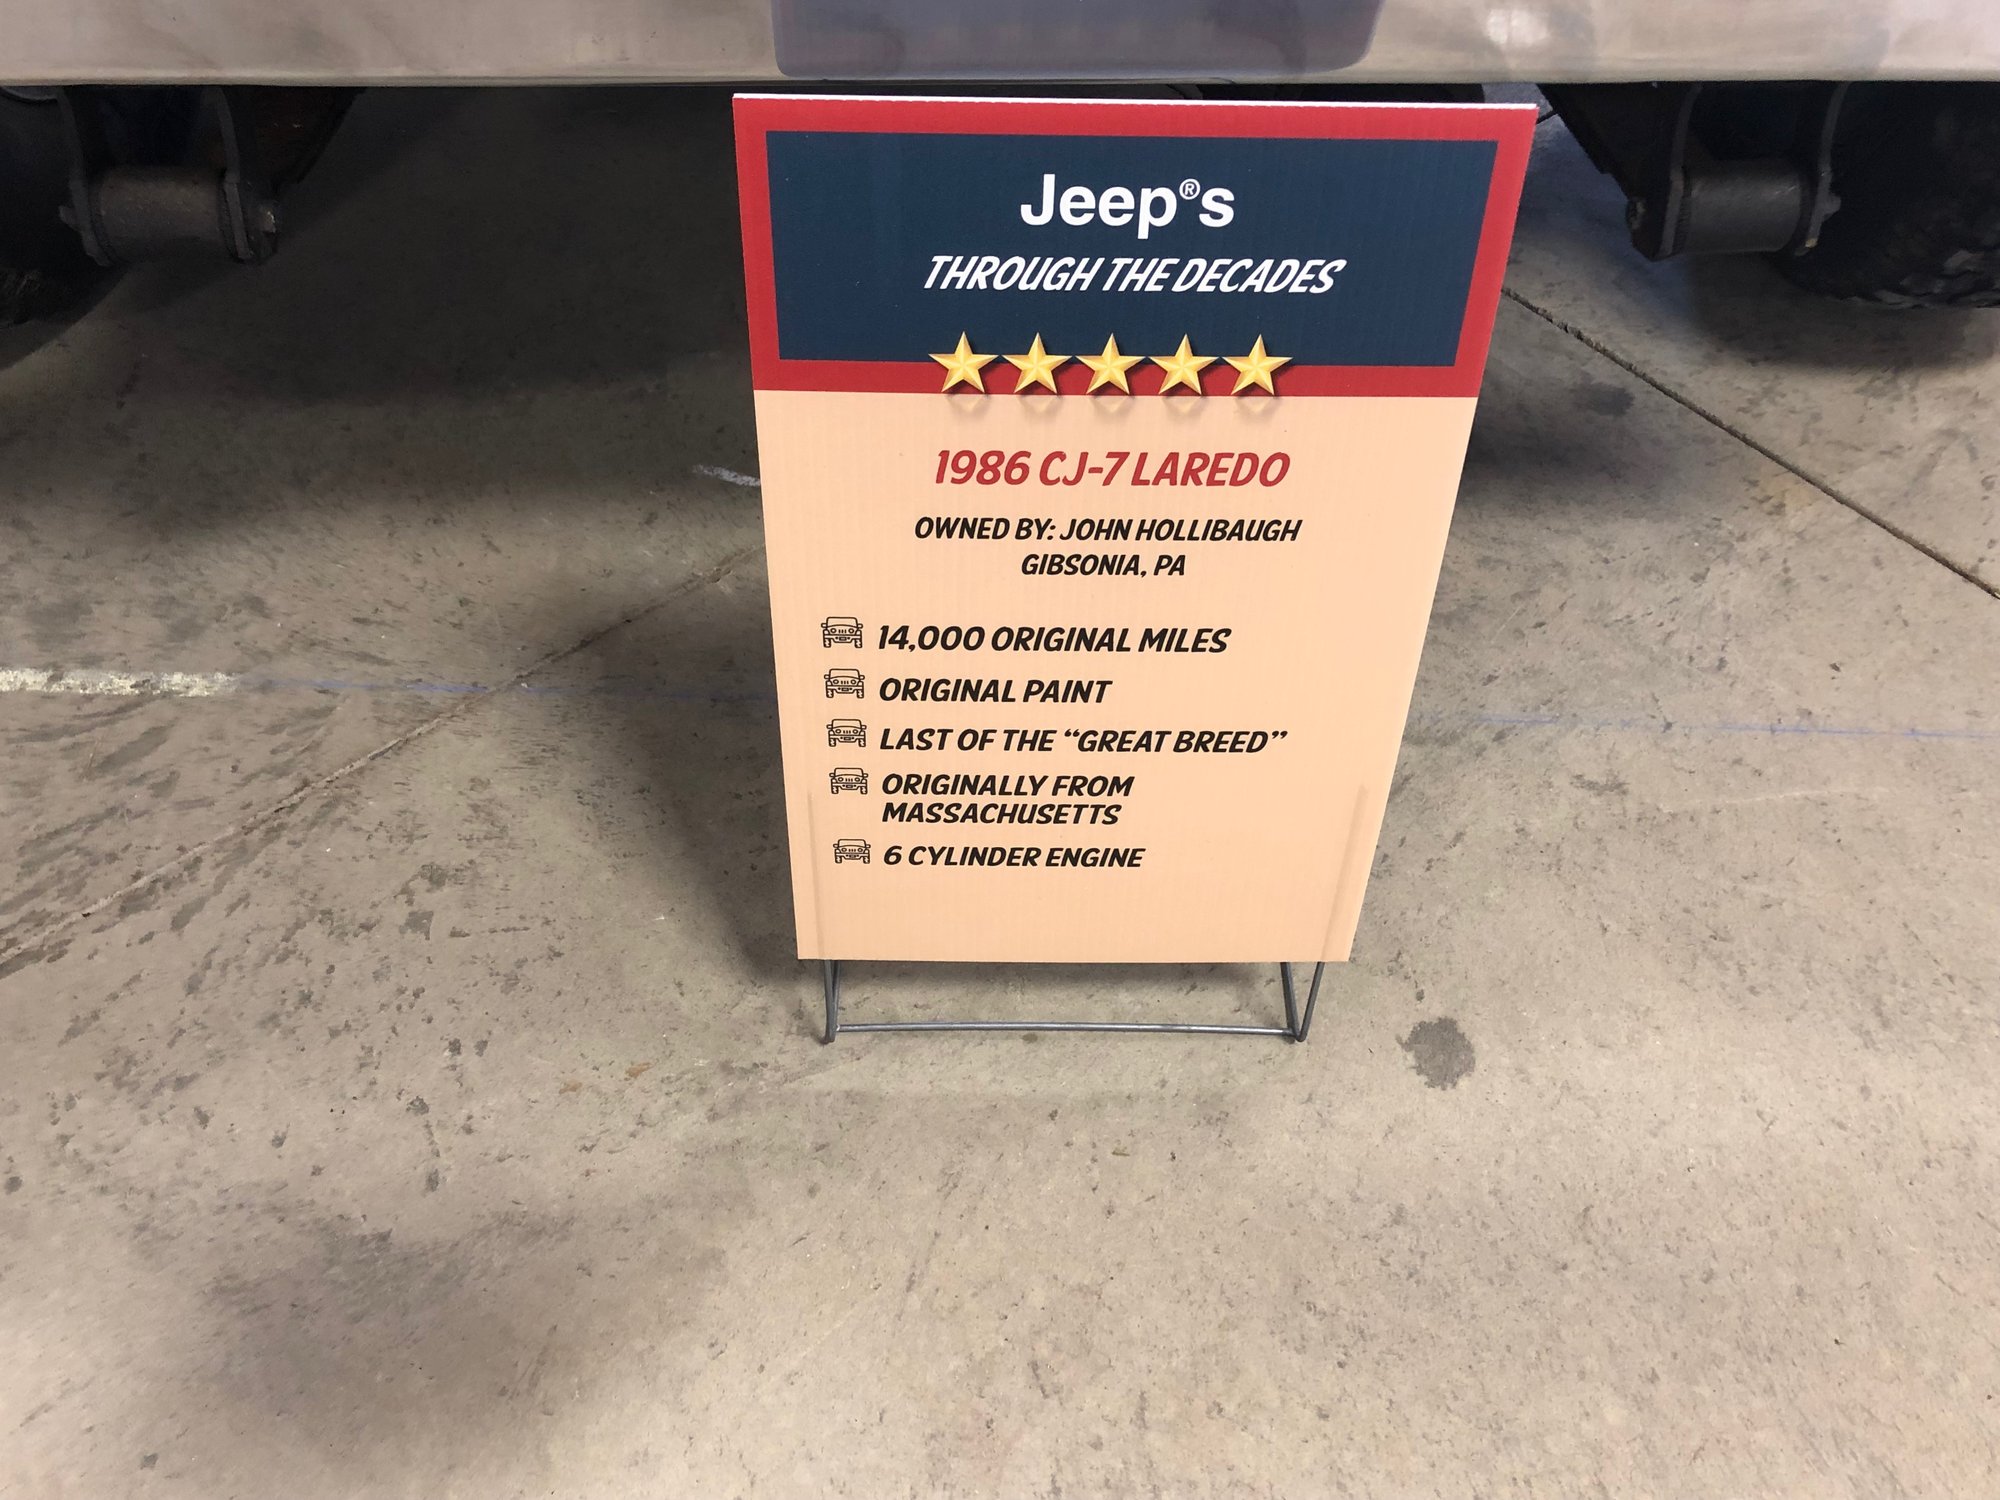 Jeep®s
THROUGH THE DECADES
1986 CJ-7 LAREDO
OWNED BY: JOHN HOLLIBAUGH
GIBSONIA, PA
14,000 ORIGINAL MILES
ORIGINAL PAINT
LAST OF THE “GREAT BREED”
ORIGINALLY FROM
MASSACHUSETTS
6 CYLINDER ENGINE